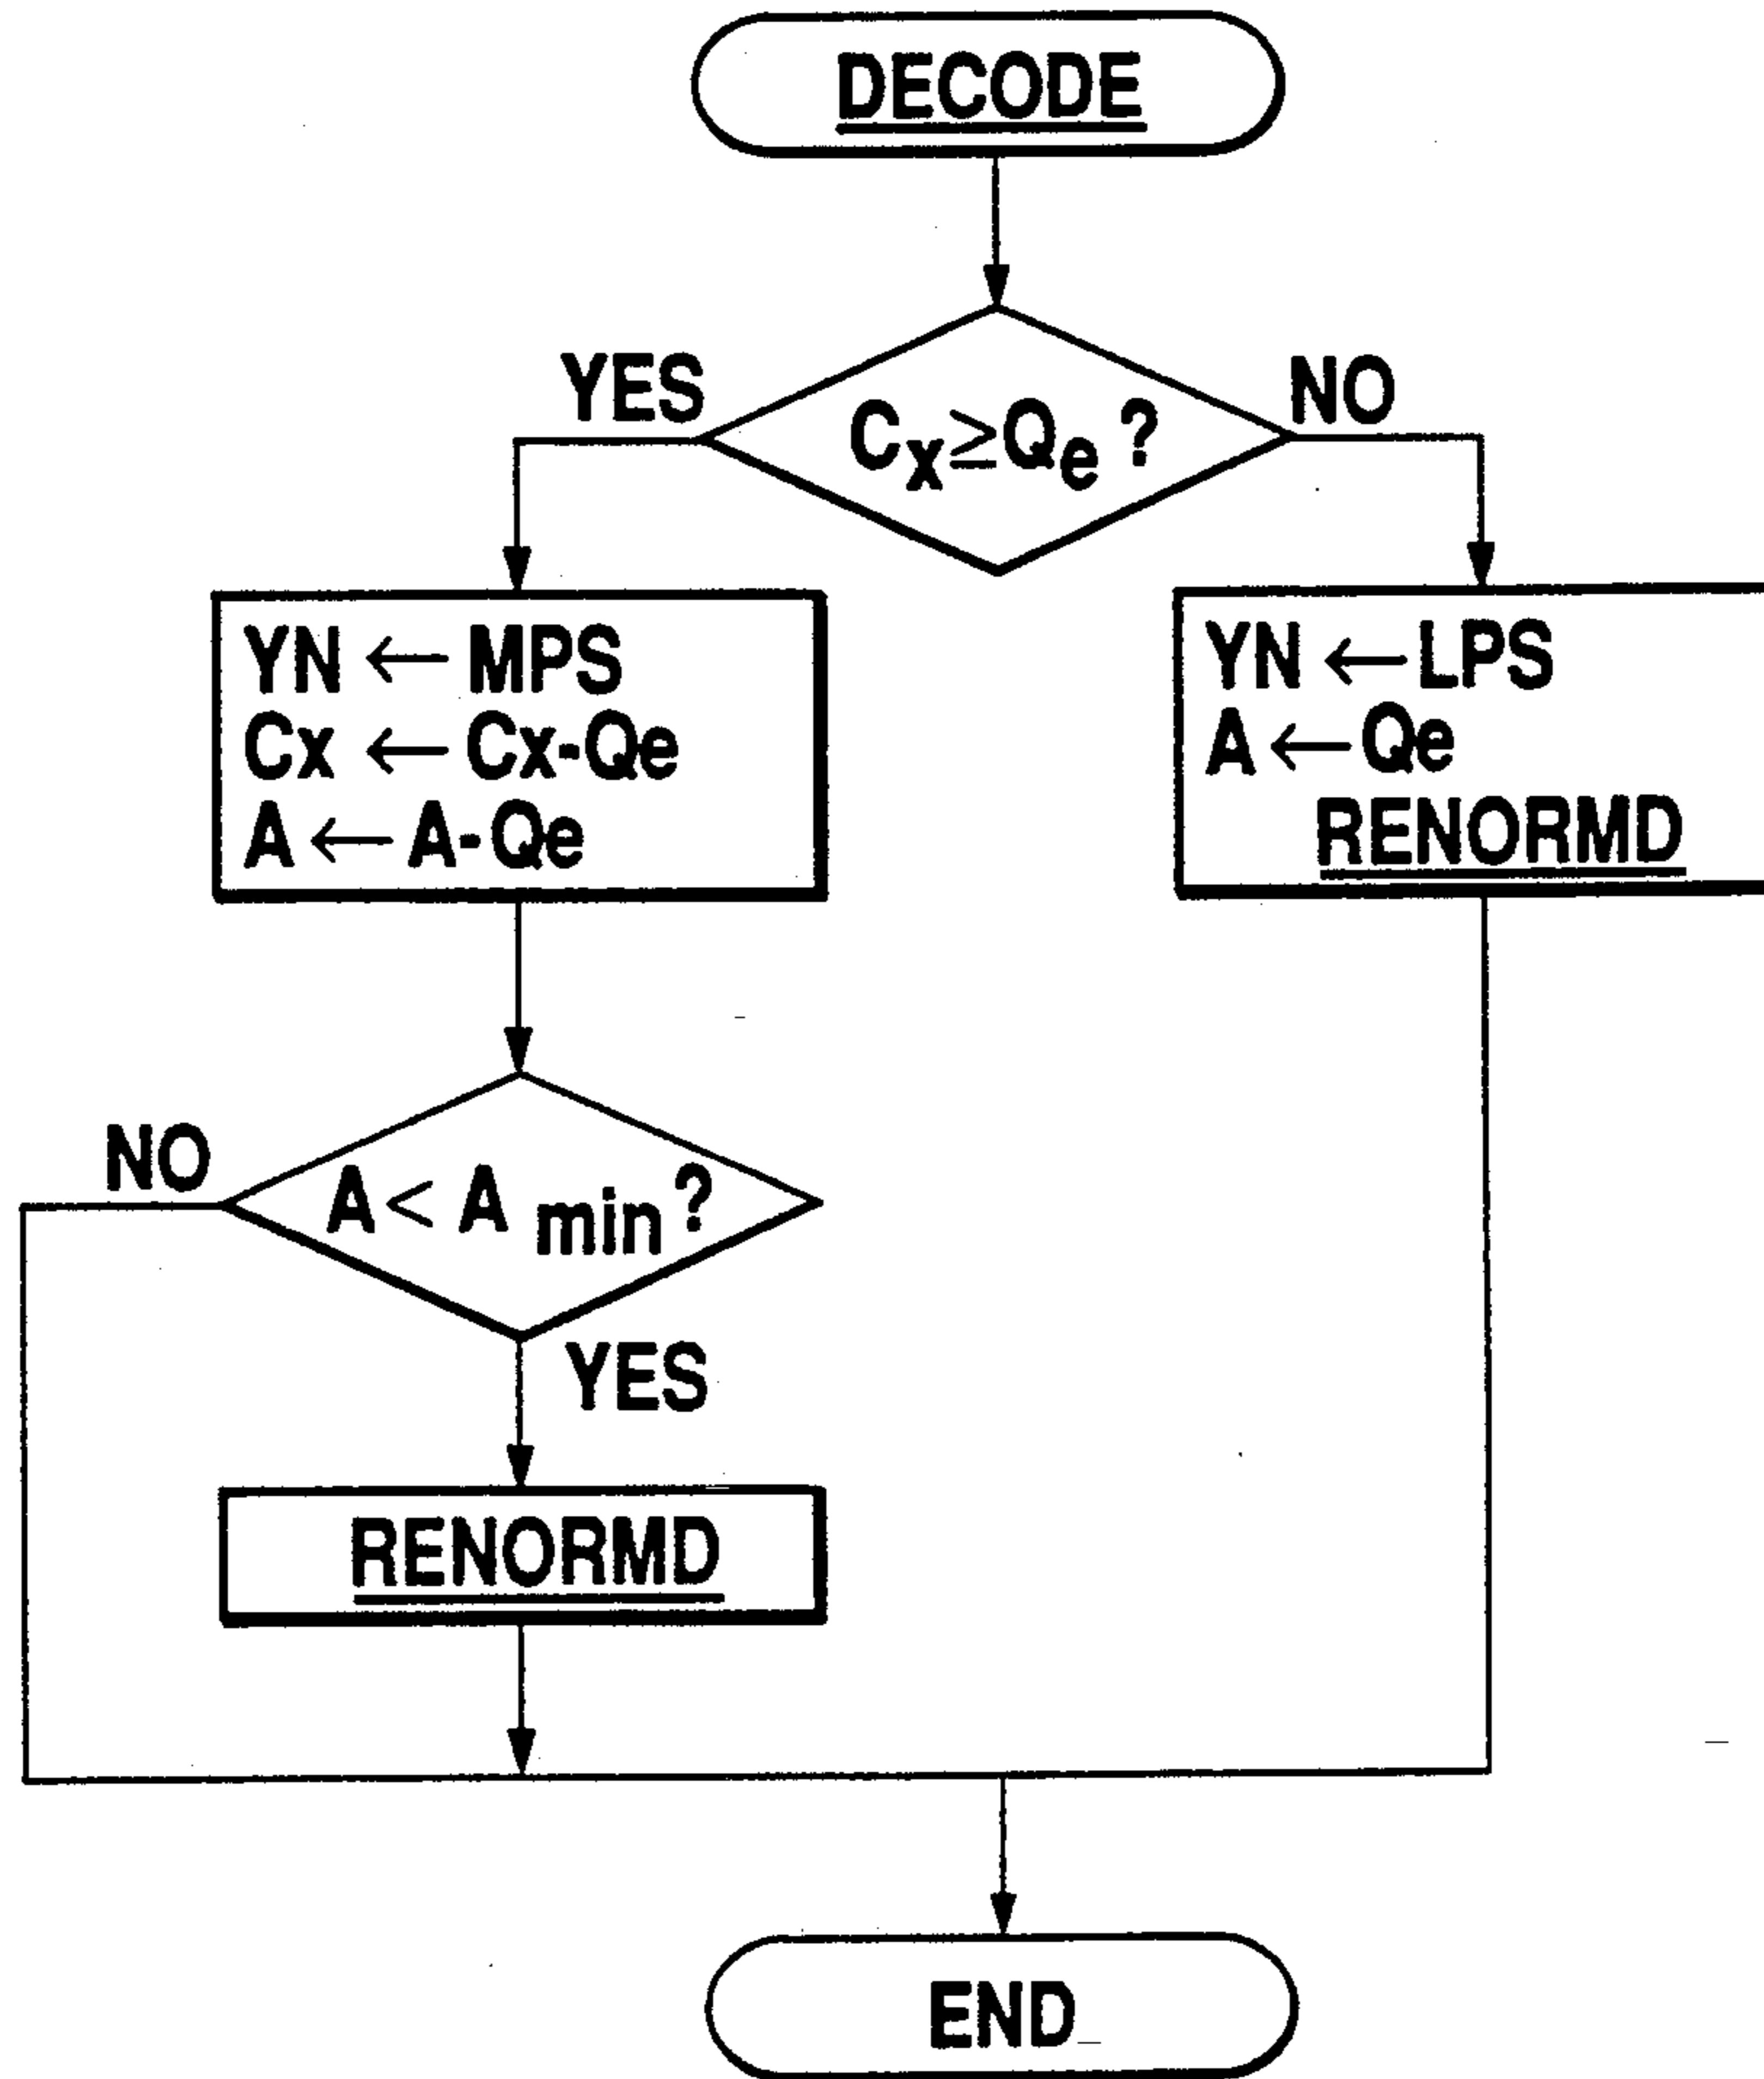 DECODE
YES
NO
Cx≥Qe?
YN ← MPS
Cx ← Cx-Qe
A ← A-Qe
YN ← LPS
A ← Qe
RENORMD
NO
A < A min?
YES
RENORMD
END